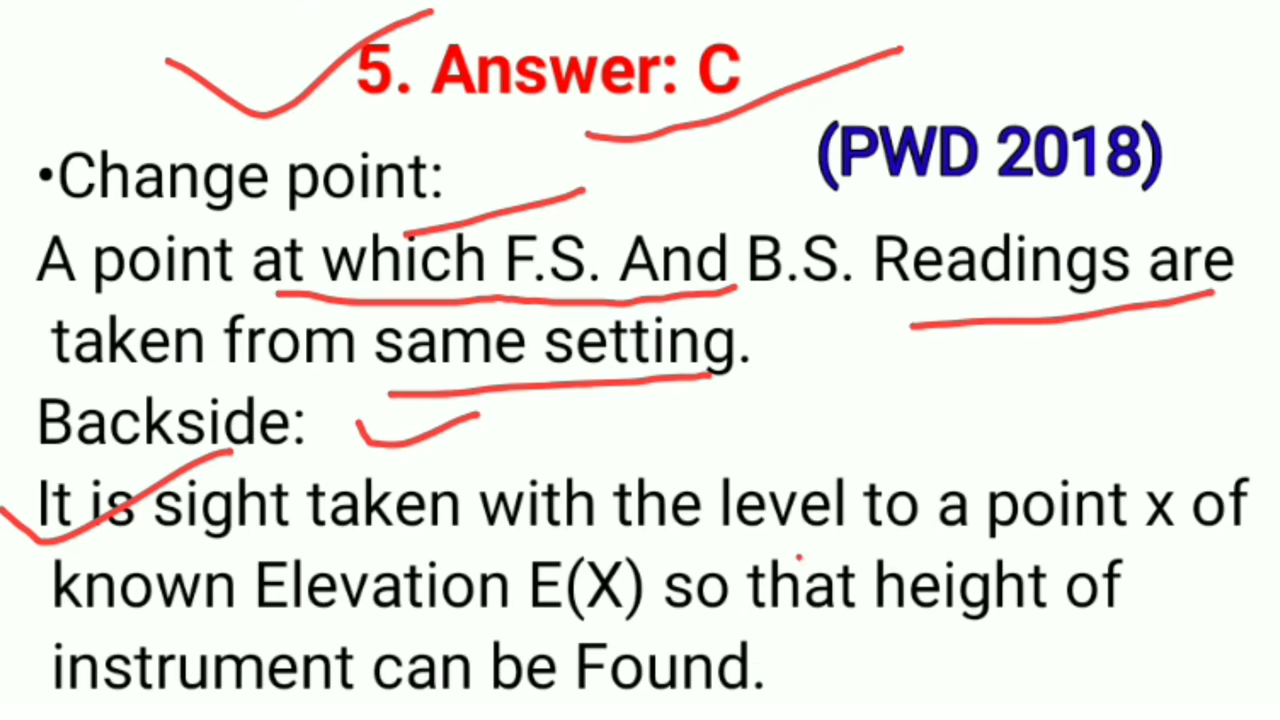 5. Answer: C
(PWD 2018)
•Change point:
A point at which F.S. And B.S. Readings are
taken from same setting.
Backside:
It is sight taken with the level to a point x of
known Elevation E(X) so that height of
instrument can be Found.